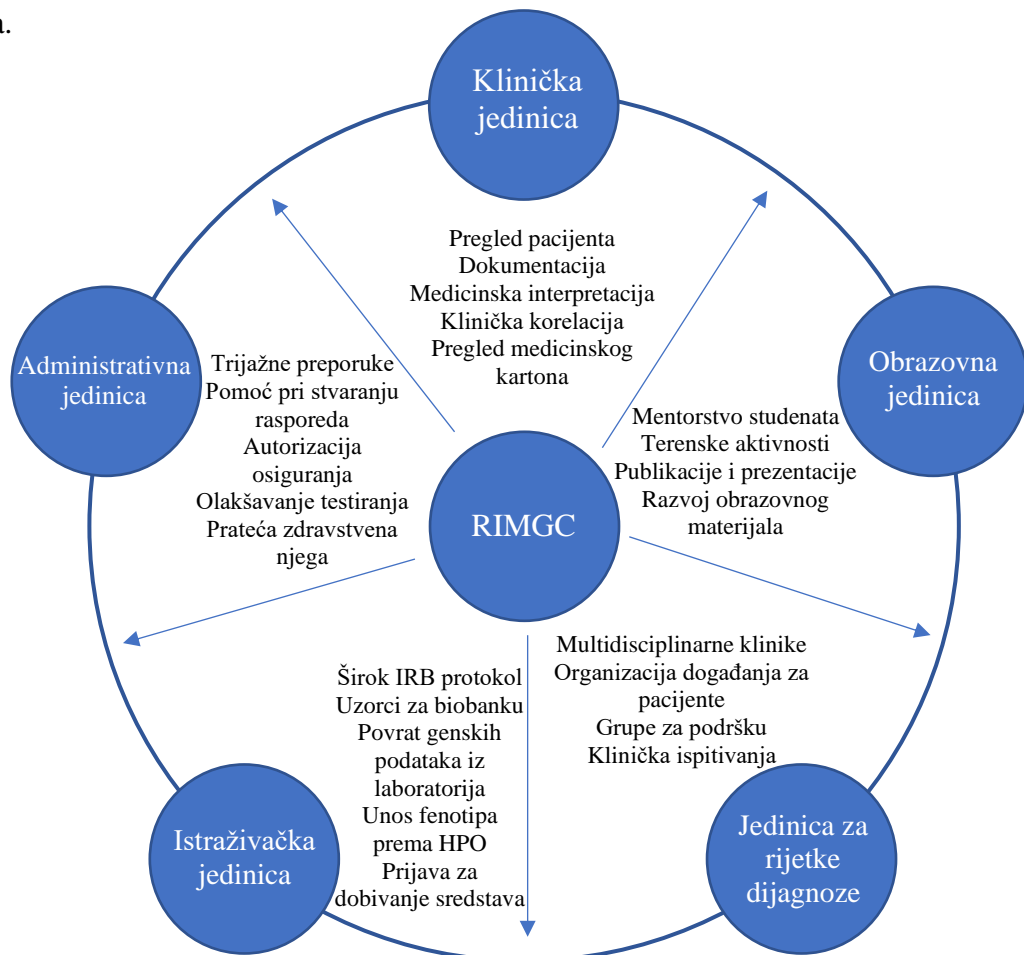 Klinička
jedinica
Pregled pacijenta
Dokumentacija
Medicinska interpretacija
Klinička korelacija
Pregled medicinskog
kartona
Administrativna
jedinica
Trijažne preporuke
Pomoć pri stvaranju
rasporeda
Autorizacija
osiguranja
Olakšavanje testiranja
Prateća zdravstvena
njega
Obrazovna
jedinica
Mentorstvo studenata
Terenske aktivnosti
Publikacije i prezentacije
Razvoj obrazovnog
materijala
RIMGC
Širok IRB protokol
Uzorci za biobanku
Povrat genskih
podataka iz
laboratorija
Unos fenotipa
prema HPO
Prijava za
dobivanje sredstava
Multidisciplinarne klinike
Organizacija događanja za
pacijente
Grupe za podršku
Klinička ispitivanja
Istraživačka
jedinica
Jedinica za
rijetke
dijagnoze